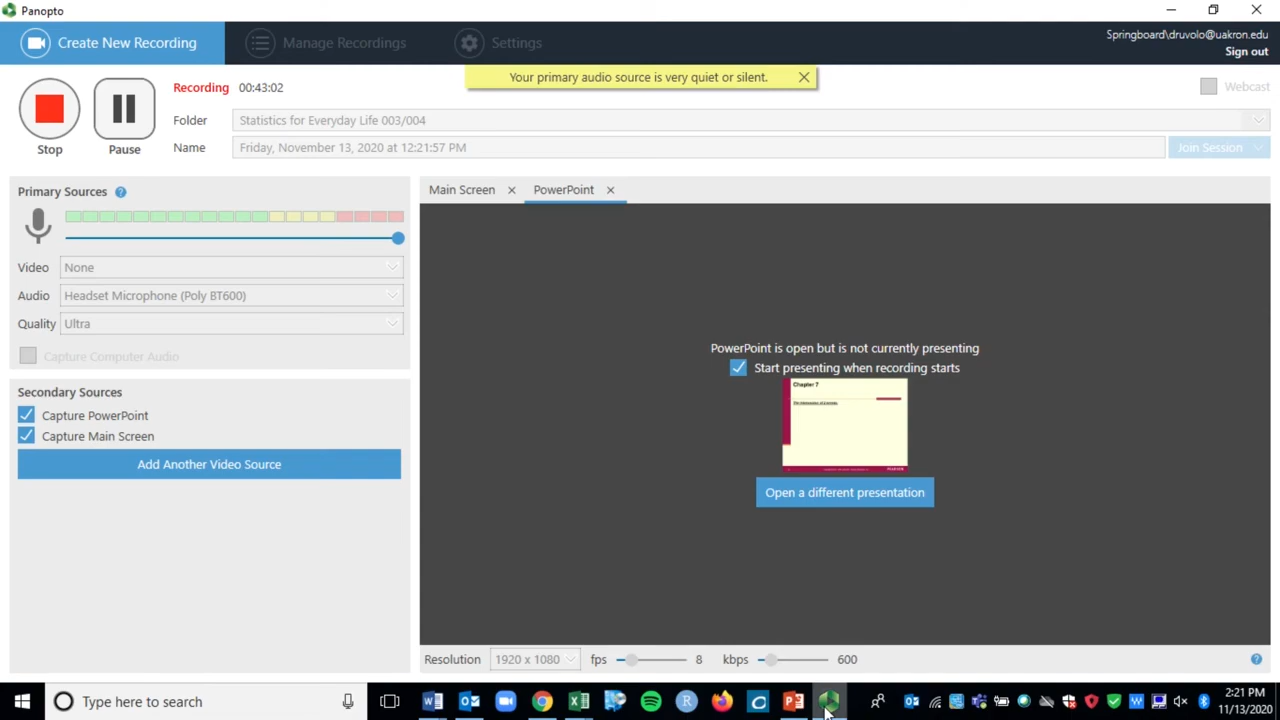 Panopto
Create New Recording
Manage Recordings
Settings
Springboard\druvolo@uakron.edu
Sign out
Your primary audio source is very quiet or silent.
Recording 00:43:02
Webcast
Folder Statistics for Everyday Life 003/004
Name Friday, November 13, 2020 at 12:21:57 PM
Join Session
Stop
Pause
Primary Sources
Video None
Audio Headset Microphone (Poly BT600)
Quality Ultra
Capture Computer Audio
Secondary Sources
Capture PowerPoint
Capture Main Screen
Add Another Video Source
Main Screen
PowerPoint
PowerPoint is open but is not currently presenting
Start presenting when recording starts
Chapter 7
PEARSON
Open a different presentation
Resolution 1920 x 1080 fps 8 kbps 600
Type here to search
2:21 PM
11/13/2020